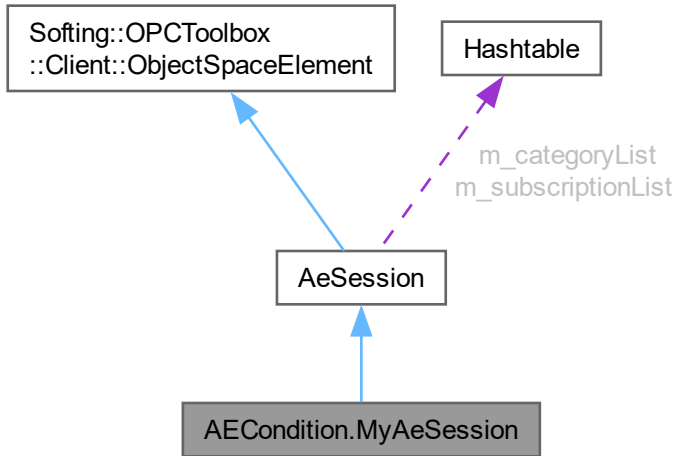 Softing::OPCToolbox
::Client::ObjectSpaceElement
Hashtable
m_categoryList
m_subscriptionList
AeSession
AECondition.MyAeSession